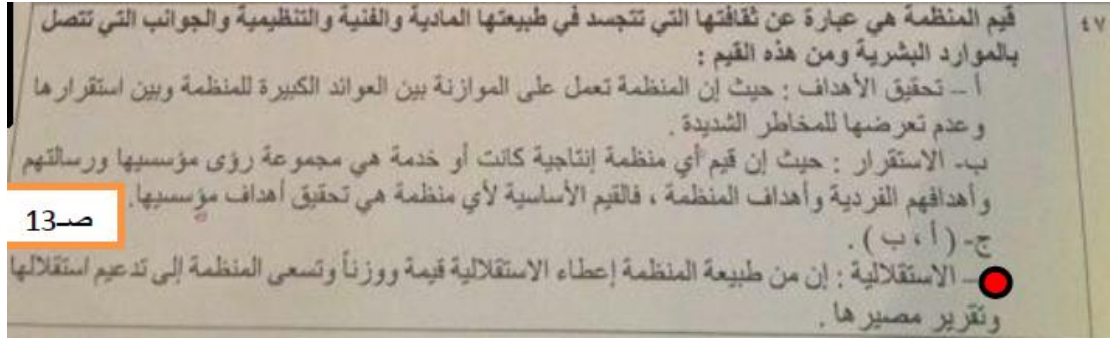 ٤٧ قيم المنظمة هي عبارة عن ثقافتها التي تتجسد في طبيعتها المادية والفنية والتنظيمية والجوانب التي تتصل
بالموارد البشرية ومن هذه القيم :
أ – تحقيق الأهداف : حيث إن المنظمة تعمل على الموازنة بين العوائد الكبيرة للمنظمة وبين استقرارها
وعدم تعرضها للمخاطر الشديدة .
ب- الاستقرار : حيث إن قيم أي منظمة إنتاجية كانت أو خدمة هي مجموعة رؤى مؤسسيها ورسالتهم
وأهدافهم الفردية وأهداف المنظمة ، فالقيم الأساسية لأي منظمة هي تحقيق أهداف مؤسسيها.
صـ13
ج- ( أ ، ب ) .
– الاستقلالية : إن من طبيعة المنظمة إعطاء الاستقلالية قيمة ووزناً وتسعى المنظمة إلى تدعيم استقلالها
وتقرير مصيرها .